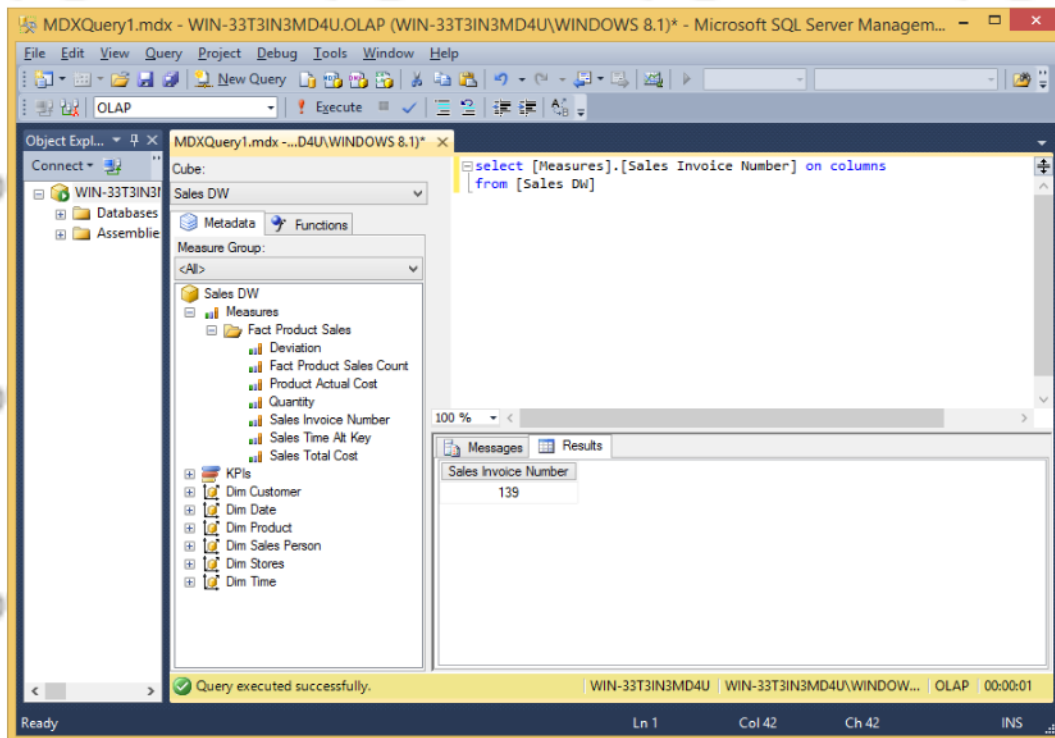 MDXQuery1.mdx - WIN-33T3IN3MD4U.OLAP (WIN-33T3IN3MD4U\WINDOWS 8.1)* - Microsoft SQL Server Managem...
File Edit View Query Project Debug Tools Window Help
New Query
OLAP Execute
Object Expl...
Connect
WIN-33T3IN3I
Databases
Assemblie
MDXQuery1.mdx -...D4U\WINDOWS 8.1)*
Cube:
Sales DW
Metadata Functions
Measure Group:
<All>
Sales DW
Measures
Fact Product Sales
Deviation
Fact Product Sales Count
Product Actual Cost
Quantity
Sales Invoice Number
Sales Time Alt Key
Sales Total Cost
KPIs
Dim Customer
Dim Date
Dim Product
Dim Sales Person
Dim Stores
Dim Time
select [Measures].[Sales Invoice Number] on columns
from [Sales DW]
100 %
Messages Results
Sales Invoice Number
139
Query executed successfully. WIN-33T3IN3MD4U WIN-33T3IN3MD4U\WINDOW... OLAP 00:00:01
Ready Ln 1 Col 42 Ch 42 INS